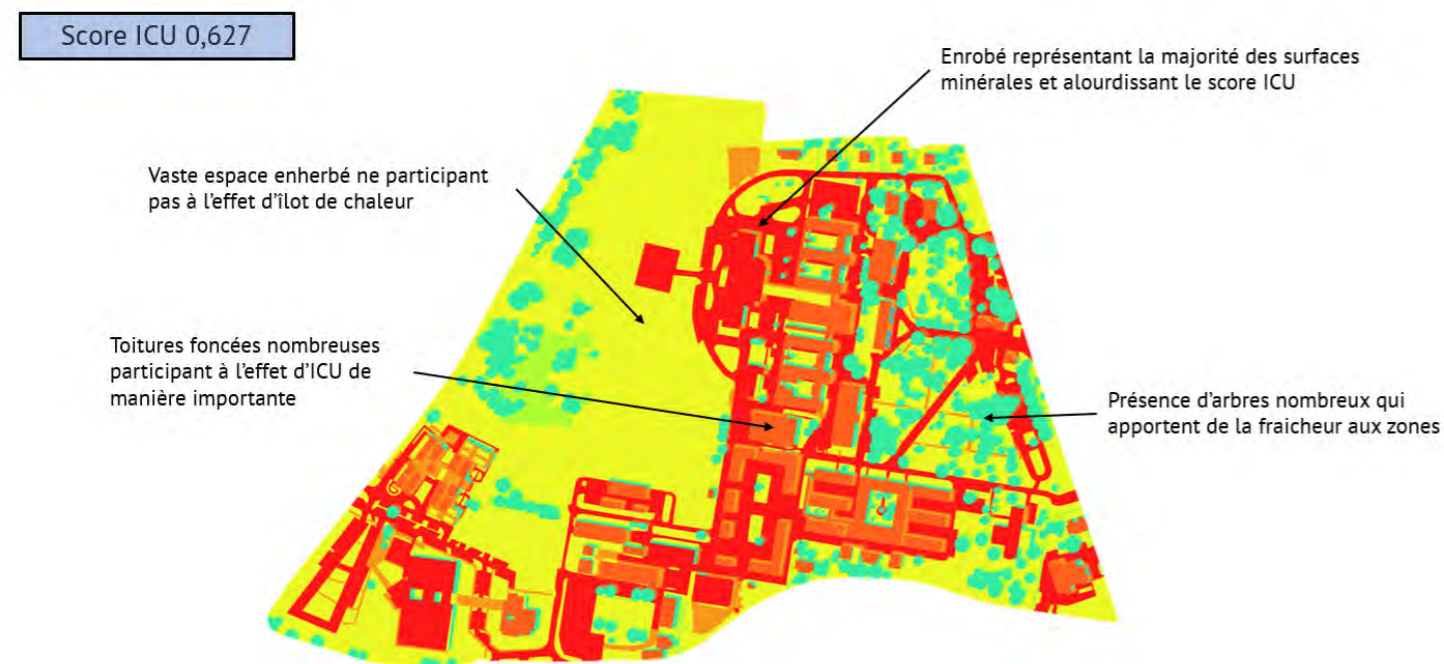 Score ICU 0,627
Enrobé représentant la majorité des surfaces
minérales et alourdissant le score ICU
Vaste espace enherbé ne participant
pas à l'effet d'îlot de chaleur
Toitures foncées nombreuses
participant à l'effet d'ICU de
manière importante
Présence d'arbres nombreux qui
apportent de la fraicheur aux zones